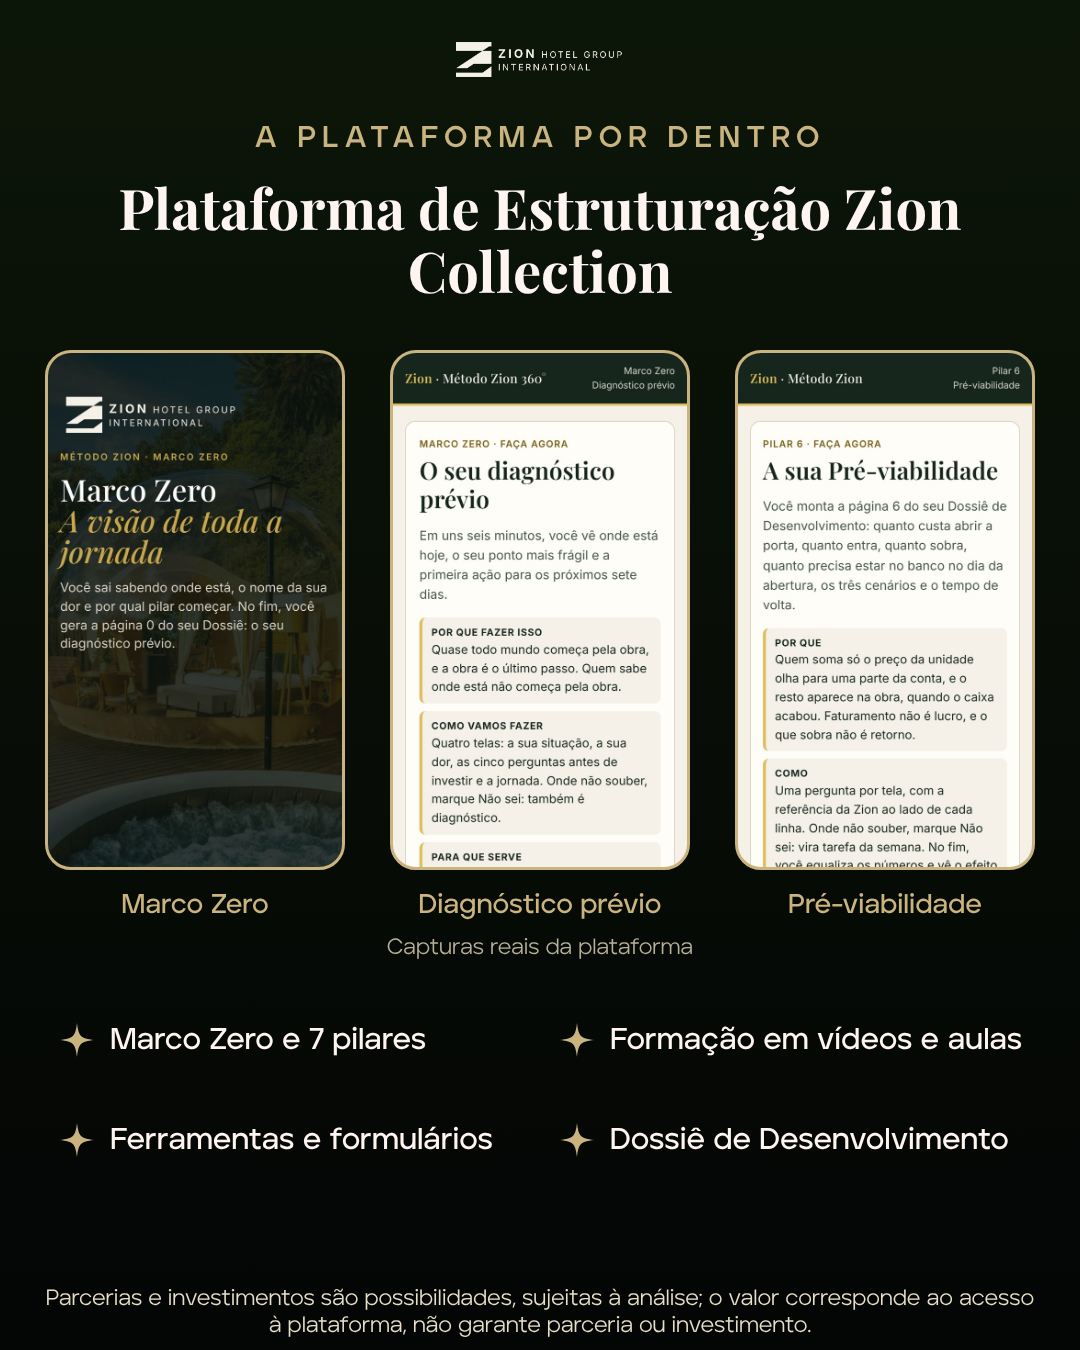 ZION HOTEL GROUP
INTERNATIONAL
A PLATAFORMA POR DENTRO
Plataforma de Estruturação Zion
Collection
ZION HOTEL GROUP
INTERNATIONAL
MÉTODO ZION · MARCO ZERO
Marco Zero
A visão de toda a
jornada
Você sai sabendo onde está, o nome da sua
dor e por qual pilar começar. No fim, você
gera a página 0 do seu Dossiê: o seu
diagnóstico prévio.
Marco Zero
Zion · Método Zion 360°
Marco Zero
Diagnóstico prévio
MARCO ZERO · FAÇA AGORA
O seu diagnóstico
prévio
Em uns seis minutos, você vê onde está
hoje, o seu ponto mais frágil e a
primeira ação para os próximos sete
dias.
POR QUE FAZER ISSO
Quase todo mundo começa pela obra,
e a obra é o último passo. Quem sabe
onde está não começa pela obra.
COMO VAMOS FAZER
Quatro telas: a sua situação, a sua
dor, as cinco perguntas antes de
investir e a jornada. Onde não souber,
marque Não sei: também é
diagnóstico.
PARA QUE SERVE
Diagnóstico prévio
Zion · Método Zion
Pilar 6
Pré-viabilidade
PILAR 6 · FAÇA AGORA
A sua Pré-viabilidade
Você monta a página 6 do seu Dossiê de
Desenvolvimento: quanto custa abrir a
porta, quanto entra, quanto sobra,
quanto precisa estar no banco no dia da
abertura, os três cenários e o tempo de
volta.
POR QUE
Quem soma só o preço da unidade
olha para uma parte da conta, e o
resto aparece na obra, quando o caixa
acabou. Faturamento não é lucro, e o
que sobra não é retorno.
COMO
Uma pergunta por tela, com a
referência da Zion ao lado de cada
linha. Onde não souber, marque Não
sei: vira tarefa da semana. No fim,
você equaliza os números e vê o efeito
Pré-viabilidade
Capturas reais da plataforma
Marco Zero e 7 pilares
Formação em vídeos e aulas
Ferramentas e formulários
Dossiê de Desenvolvimento
Parcerias e investimentos são possibilidades, sujeitas à análise; o valor corresponde ao acesso
à plataforma, não garante parceria ou investimento.